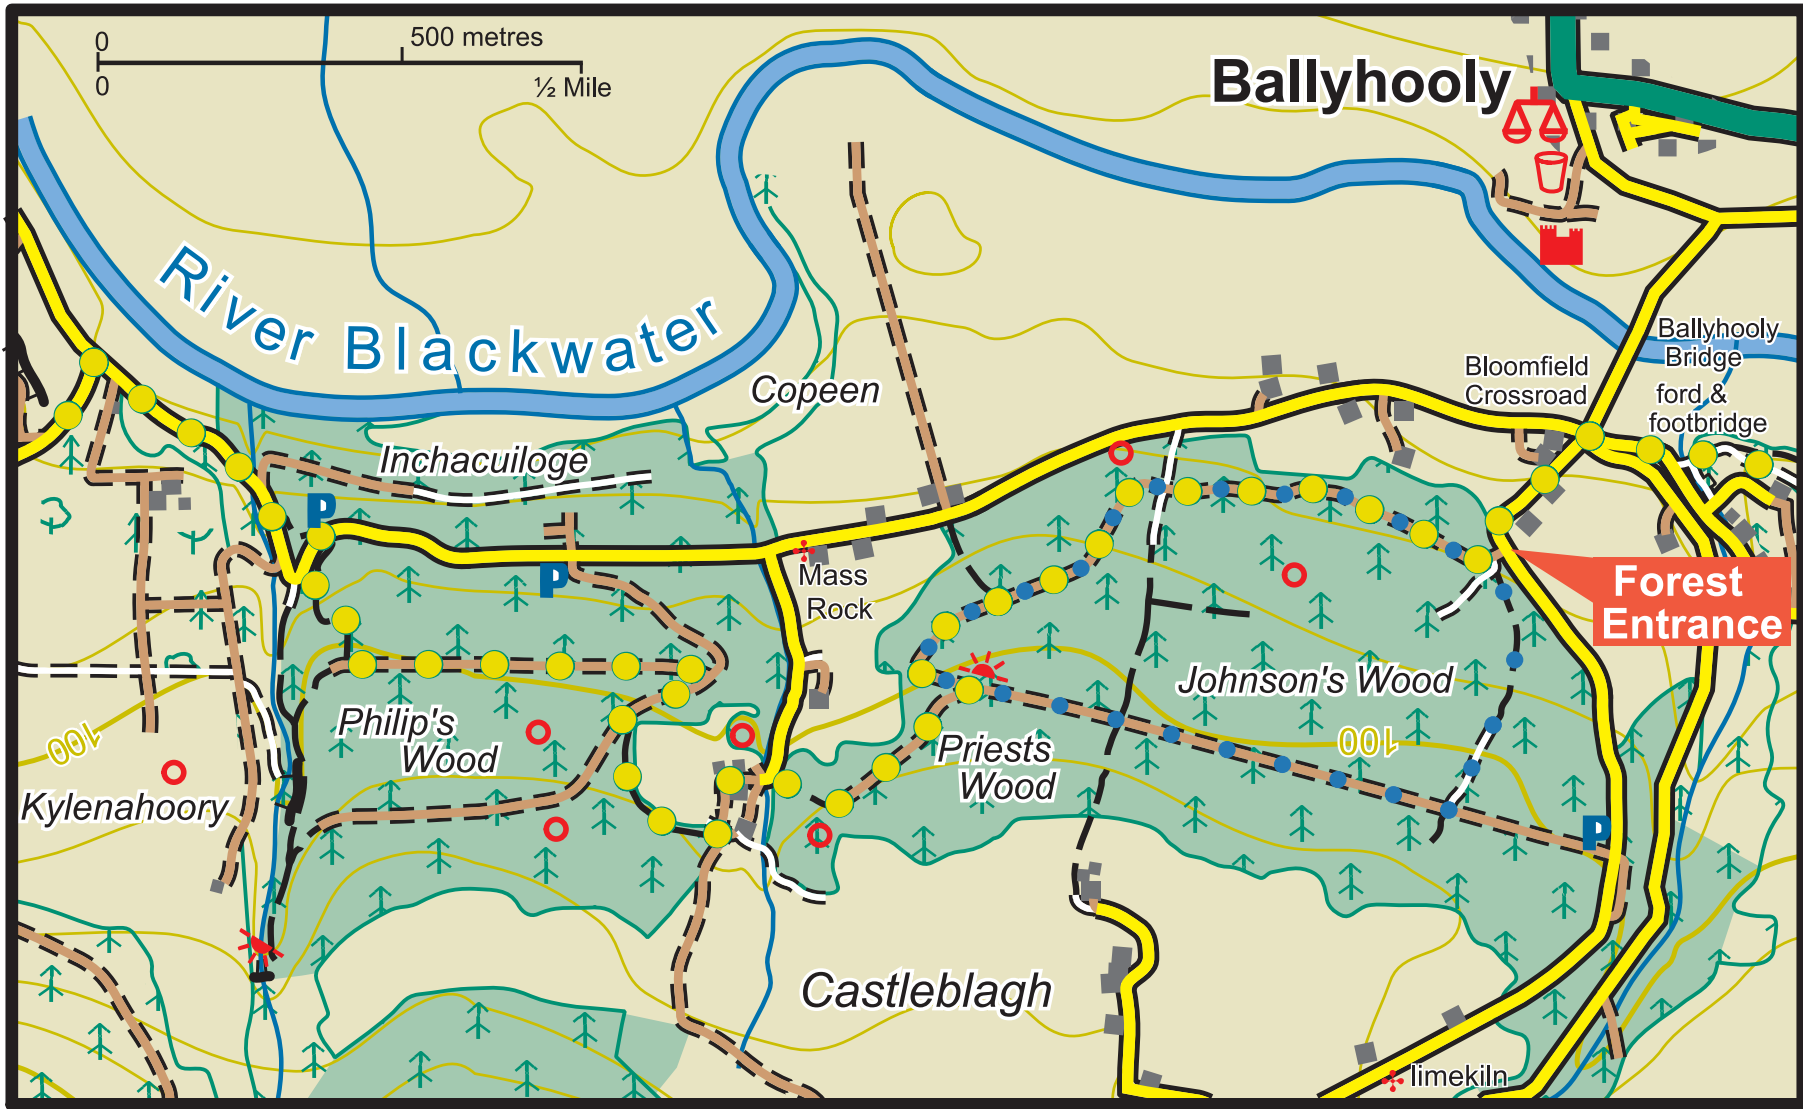 0
500 metres
0
½ Mile
Ballyhooly
River Blackwater
Ballyhooly
Bridge
Bloomfield
Crossroad
ford &
footbridge
Copeen
Inchacuiloge
P
P
Mass
Rock
Forest
Entrance
Johnson's Wood
Philip's
Wood
100
100
Priests
Wood
Kylenahoory
P
Castleblagh
limekiln